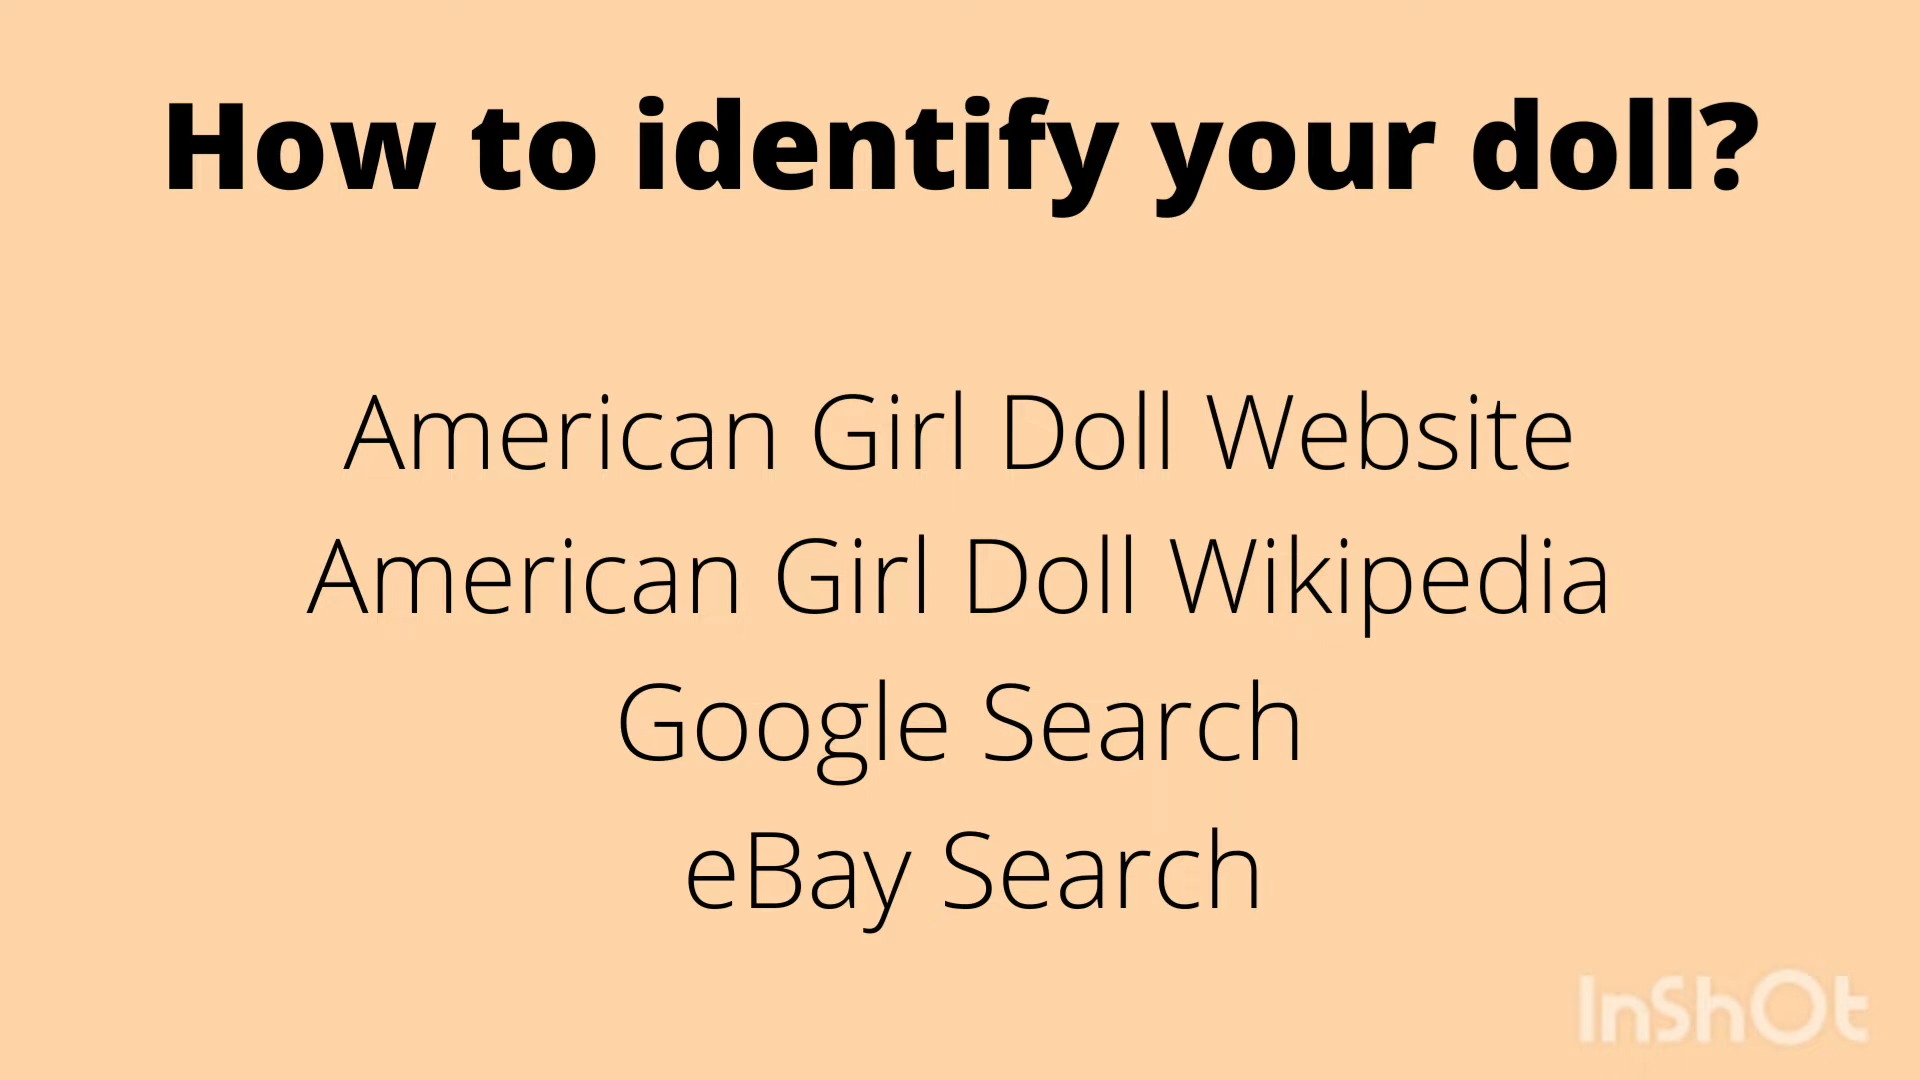 How to identify your doll?
American Girl Doll Website
American Girl Doll Wikipedia
Google Search
eBay Search
InShOt